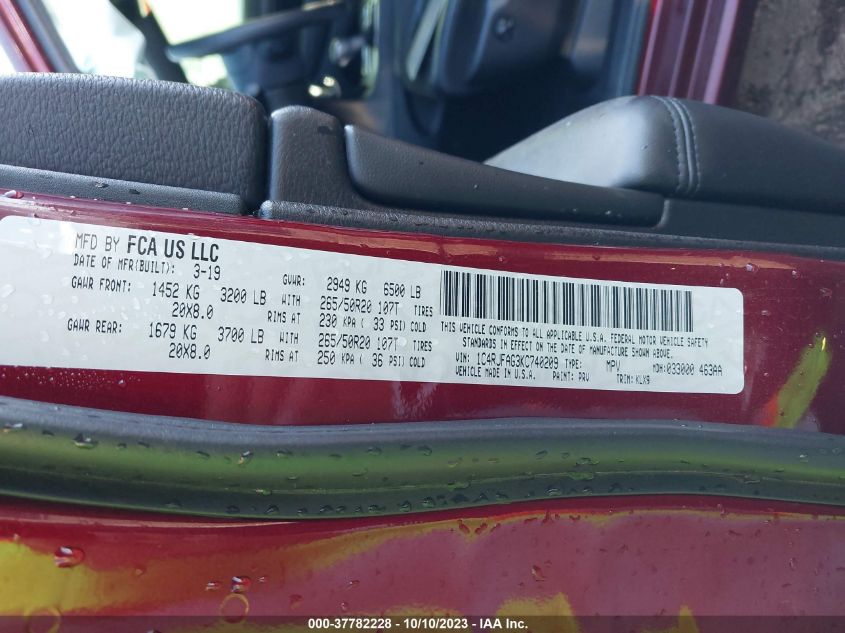 MFD BY FCA US LLC
DATE OF MFR(BUILT): 3-19 GVWR: 2949 KG 6500 LB
GAWR FRONT: 1452 KG 3200 LB WITH 265/50R20 107T TIRES
20X8.0 RIMS AT 230 KPA ( 33 PSI) COLD
GAWR REAR: 1679 KG 3700 LB WITH 265/50R20 107T TIRES
20X8.0 RIMS AT 250 KPA ( 36 PSI) COLD
THIS VEHICLE CONFORMS TO ALL APPLICABLE U.S.A. FEDERAL MOTOR VEHICLE SAFETY
STANDARDS IN EFFECT ON THE DATE OF MANUFACTURE SHOWN ABOVE.
VIN: 1C4RJFAG3KC740209 TYPE: MPV MDH: 033000 463AA
VEHICLE MADE IN U.S.A. PAINT: PRV TRIM: KLX9
000-37782228 - 10/10/2023 - IAA Inc.